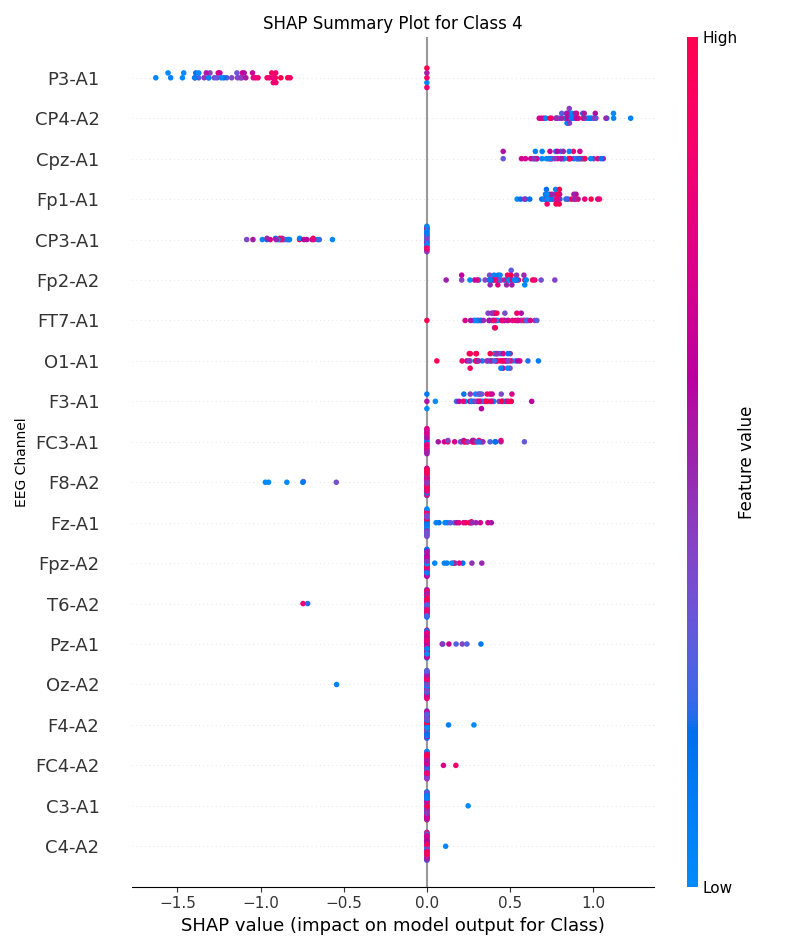 SHAP Summary Plot for Class 4
High
P3-A1
CP4-A2
Cpz-A1
Fp1-A1
CP3-A1
Fp2-A2
FT7-A1
O1-A1
F3-A1
FC3-A1
F8-A2
Fz-A1
Fpz-A2
T6-A2
Pz-A1
Oz-A2
F4-A2
FC4-A2
C3-A1
C4-A2
EEG Channel
Feature value
Low
−1.5 −1.0 −0.5 0.0 0.5 1.0
SHAP value (impact on model output for Class)